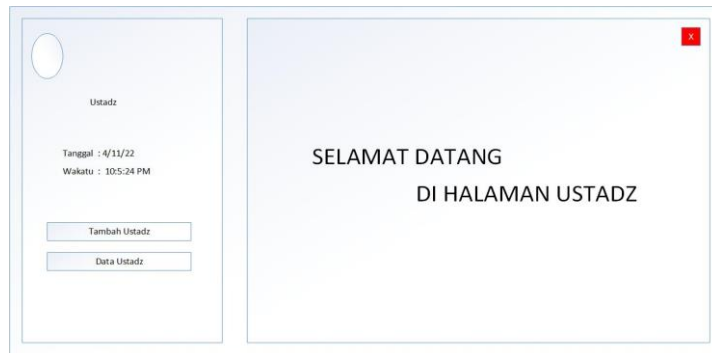 Ustadz
Tanggal : 4/11/22
Wakatu : 10:5:24 PM
Tambah Ustadz
Data Ustadz
X
SELAMAT DATANG
DI HALAMAN USTADZ